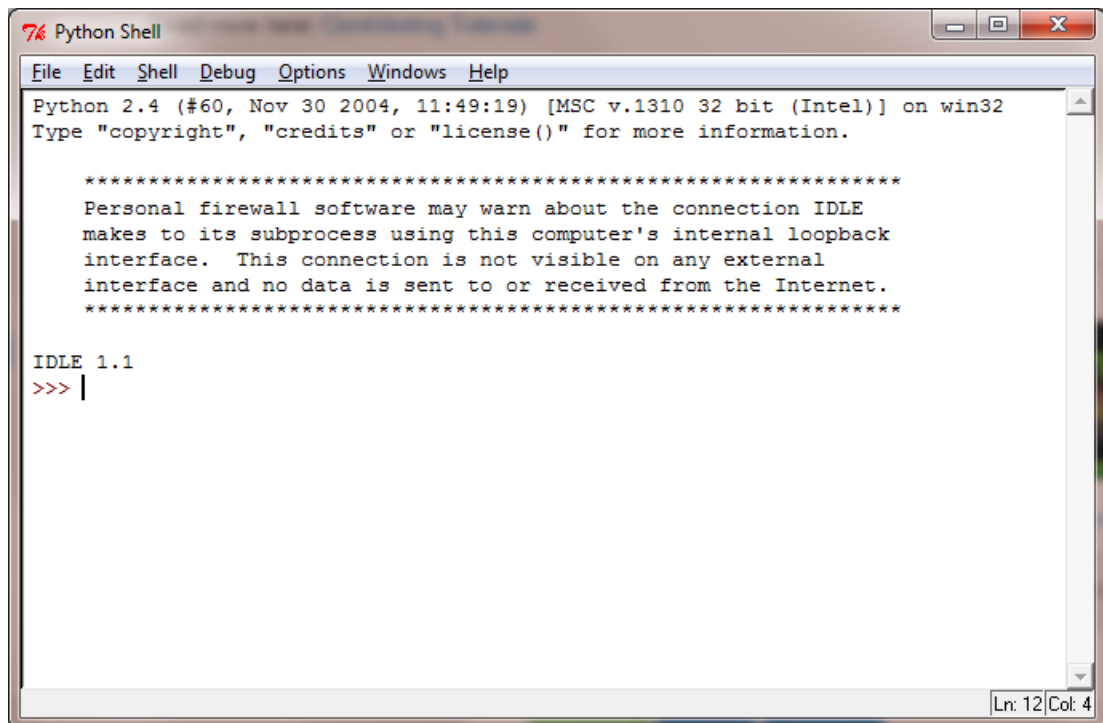 Python Shell
File Edit Shell Debug Options Windows Help
Python 2.4 (#60, Nov 30 2004, 11:49:19) [MSC v.1310 32 bit (Intel)] on win32
Type "copyright", "credits" or "license()" for more information.
****************************************************************
Personal firewall software may warn about the connection IDLE
makes to its subprocess using this computer's internal loopback
interface.  This connection is not visible on any external
interface and no data is sent to or received from the Internet.
****************************************************************
IDLE 1.1
>>>
Ln: 12 Col: 4